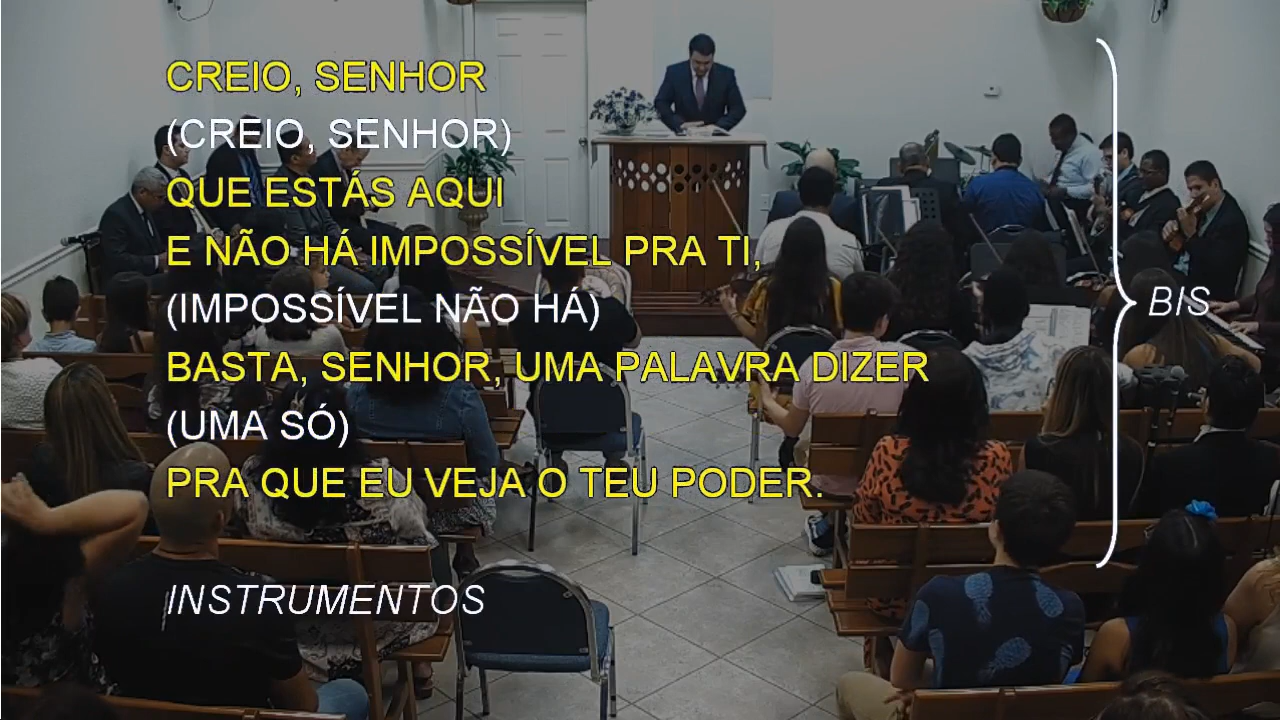 CREIO, SENHOR
(CREIO, SENHOR)
QUE ESTÁS AQUI
E NÃO HÁ IMPOSSÍVEL PRA TI,
(IMPOSSÍVEL NÃO HÁ)
BASTA, SENHOR, UMA PALAVRA DIZER
(UMA SÓ)
PRA QUE EU VEJA O TEU PODER.
BIS
INSTRUMENTOS